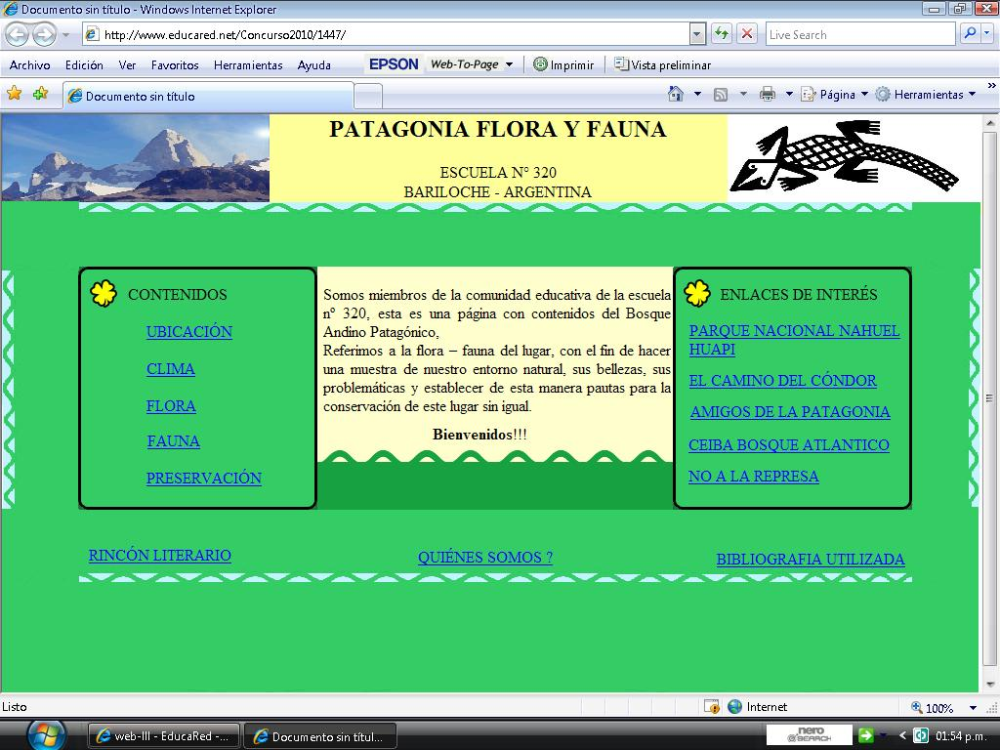 Documento sin título - Windows Internet Explorer
http://www.educared.net/Concurso2010/1447/
Live Search
Archivo Edición Ver Favoritos Herramientas Ayuda EPSON Web-To-Page Imprimir Vista preliminar
Documento sin título
Página Herramientas
PATAGONIA FLORA Y FAUNA
ESCUELA Nº 320
BARILOCHE - ARGENTINA
CONTENIDOS
UBICACIÓN
CLIMA
FLORA
FAUNA
PRESERVACIÓN
Somos miembros de la comunidad educativa de la escuela
nº 320, esta es una página con contenidos del Bosque
Andino Patagónico,
Referimos a la flora – fauna del lugar, con el fin de hacer
una muestra de nuestro entorno natural, sus bellezas, sus
problemáticas y establecer de esta manera pautas para la
conservación de este lugar sin igual.
Bienvenidos!!!
ENLACES DE INTERÉS
PARQUE NACIONAL NAHUEL
HUAPI
EL CAMINO DEL CÓNDOR
AMIGOS DE LA PATAGONIA
CEIBA BOSQUE ATLANTICO
NO A LA REPRESA
RINCÓN LITERARIO
QUIÉNES SOMOS ?
BIBLIOGRAFIA UTILIZADA
Listo
Internet
100%
web-III - EducaRed -...
Documento sin títul...
nero
SEARCH
01:54 p.m.